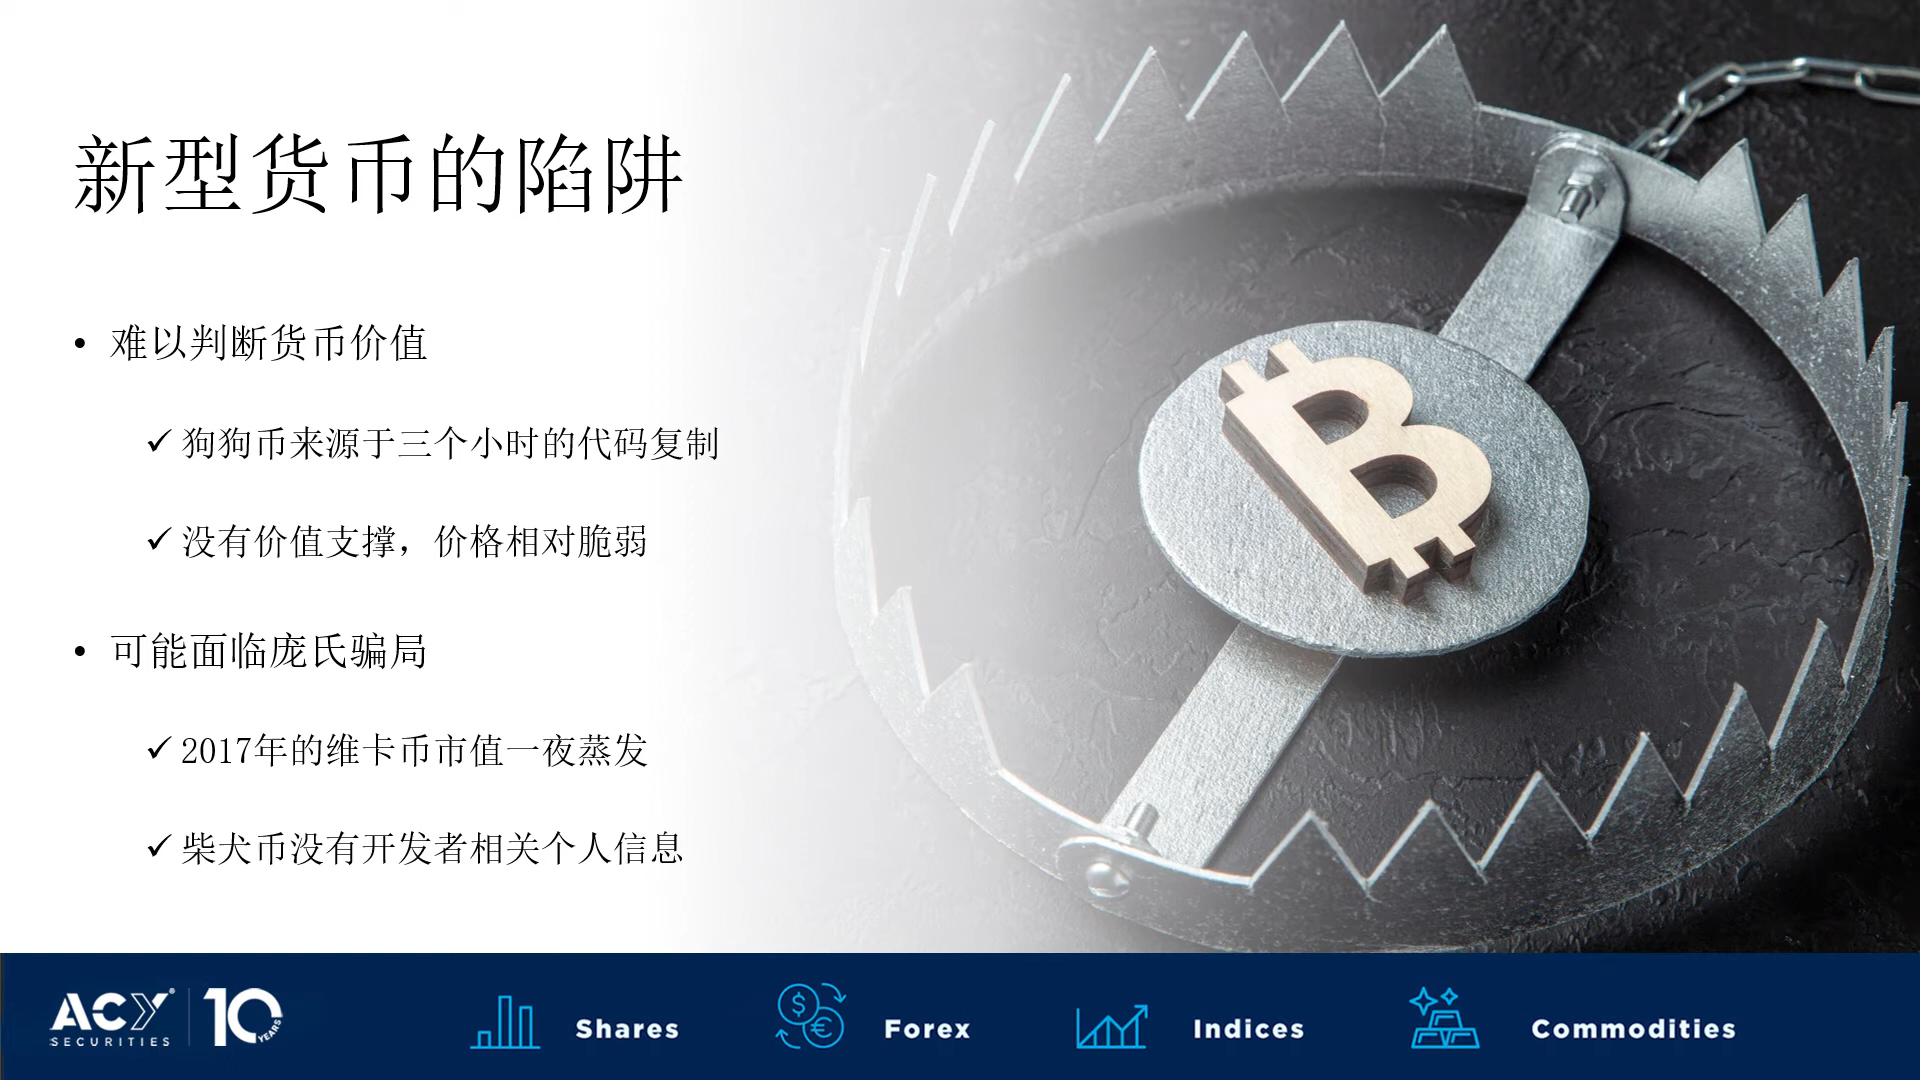 新型货币的陷阱
• 难以判断货币价值
✓ 狗狗币来源于三个小时的代码复制
✓ 没有价值支撑，价格相对脆弱
• 可能面临庞氏骗局
✓ 2017年的维卡币市值一夜蒸发
✓ 柴犬币没有开发者相关个人信息
ACY® SECURITIES | 10 YEARS
Shares
Forex
Indices
Commodities